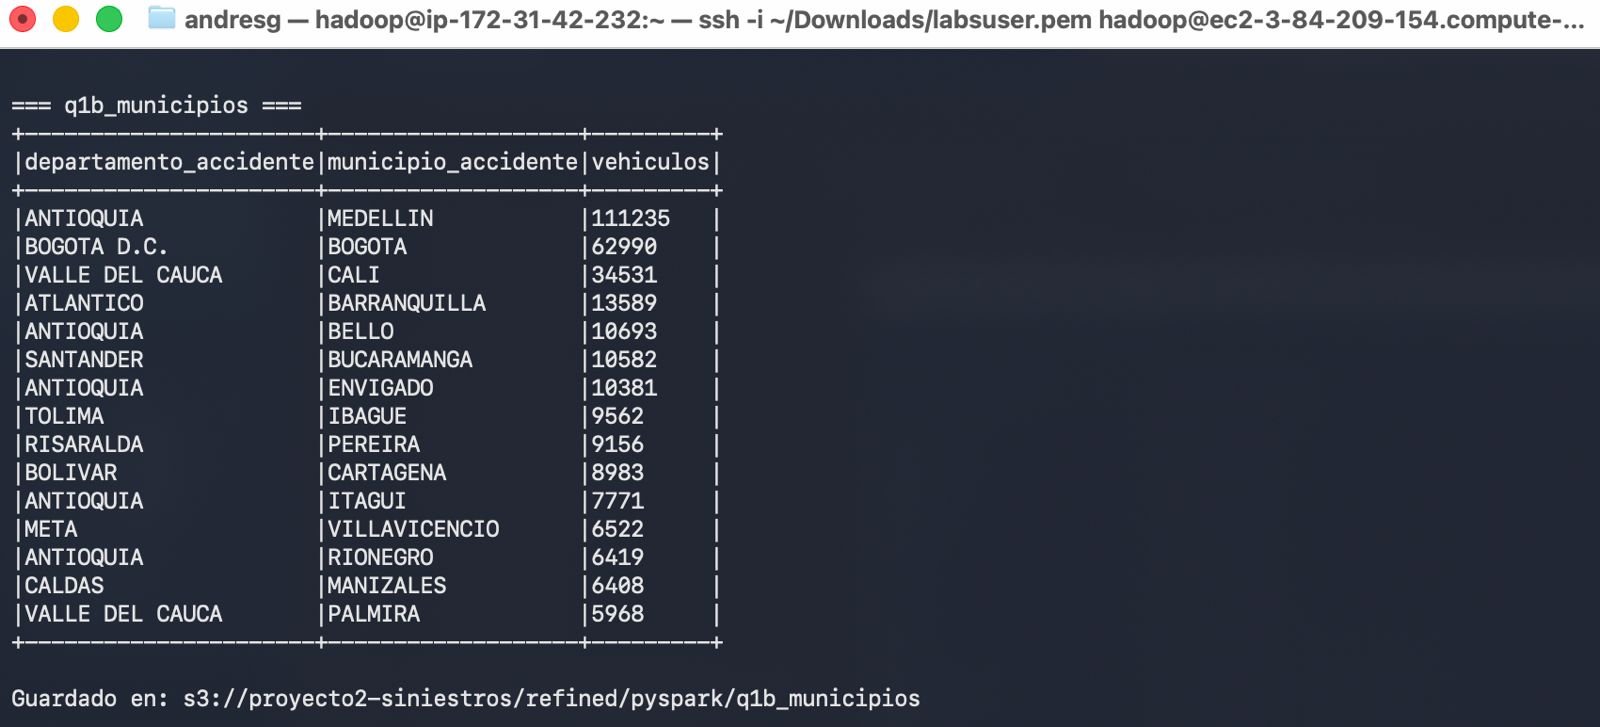 andresg — hadoop@ip-172-31-42-232:~ — ssh -i ~/Downloads/labsuser.pem hadoop@ec2-3-84-209-154.compute-...
=== q1b_municipios ===
+----------------------+-------------------+---------+
|departamento_accidente|municipio_accidente|vehiculos|
+----------------------+-------------------+---------+
|ANTIOQUIA             |MEDELLIN           |111235   |
|BOGOTA D.C.           |BOGOTA             |62990    |
|VALLE DEL CAUCA       |CALI               |34531    |
|ATLANTICO             |BARRANQUILLA       |13589    |
|ANTIOQUIA             |BELLO              |10693    |
|SANTANDER             |BUCARAMANGA        |10582    |
|ANTIOQUIA             |ENVIGADO           |10381    |
|TOLIMA                |IBAGUE             |9562     |
|RISARALDA             |PEREIRA            |9156     |
|BOLIVAR               |CARTAGENA          |8983     |
|ANTIOQUIA             |ITAGUI             |7771     |
|META                  |VILLAVICENCIO      |6522     |
|ANTIOQUIA             |RIONEGRO           |6419     |
|CALDAS                |MANIZALES          |6408     |
|VALLE DEL CAUCA       |PALMIRA            |5968     |
+----------------------+-------------------+---------+
Guardado en: s3://proyecto2-siniestros/refined/pyspark/q1b_municipios